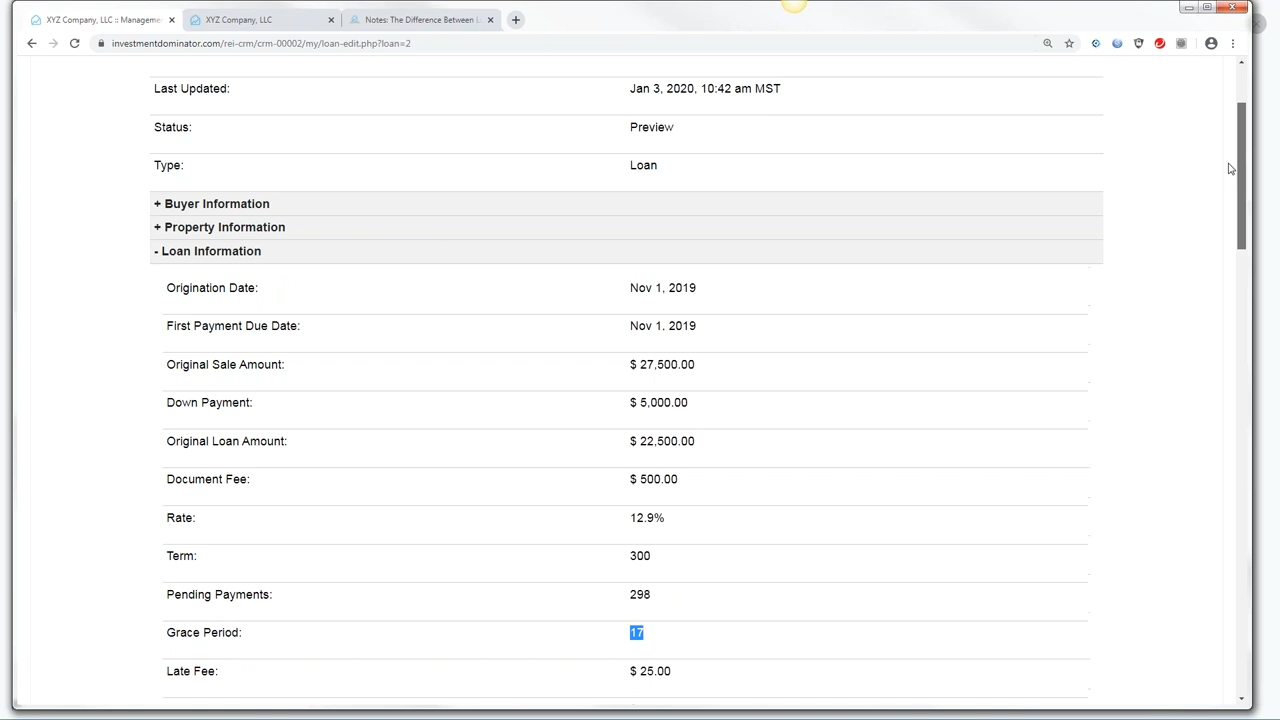 XYZ Company, LLC :: Manageme
XYZ Company, LLC
Notes: The Difference Between
investmentdominator.com/rei-crm/crm-00002/my/loan-edit.php?loan=2
Last Updated: Jan 3, 2020, 10:42 am MST
Status: Preview
Type: Loan
+ Buyer Information
+ Property Information
- Loan Information
Origination Date: Nov 1, 2019
First Payment Due Date: Nov 1, 2019
Original Sale Amount: $ 27,500.00
Down Payment: $ 5,000.00
Original Loan Amount: $ 22,500.00
Document Fee: $ 500.00
Rate: 12.9%
Term: 300
Pending Payments: 298
Grace Period: 17
Late Fee: $ 25.00